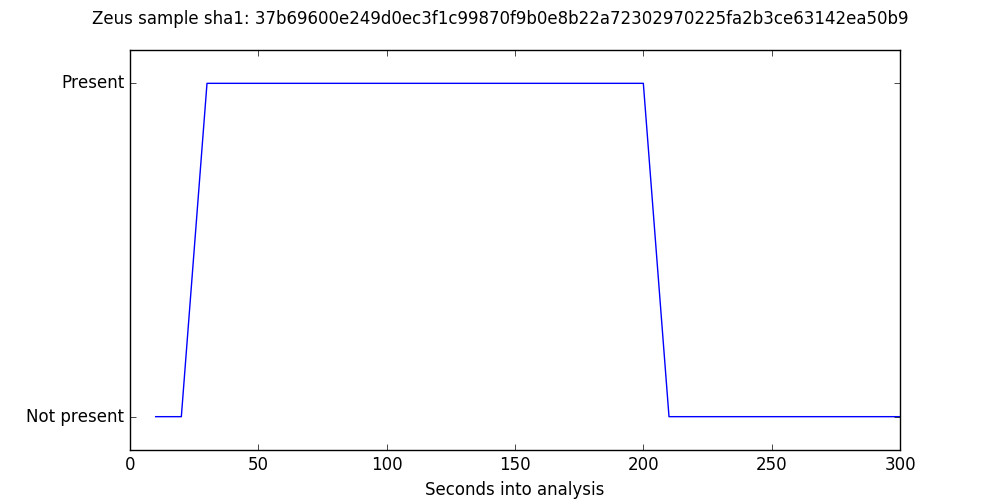 Zeus sample sha1: 37b69600e249d0ec3f1c99870f9b0e8b22a72302970225fa2b3ce63142ea50b9
Present
Not present
0 50 100 150 200 250 300
Seconds into analysis